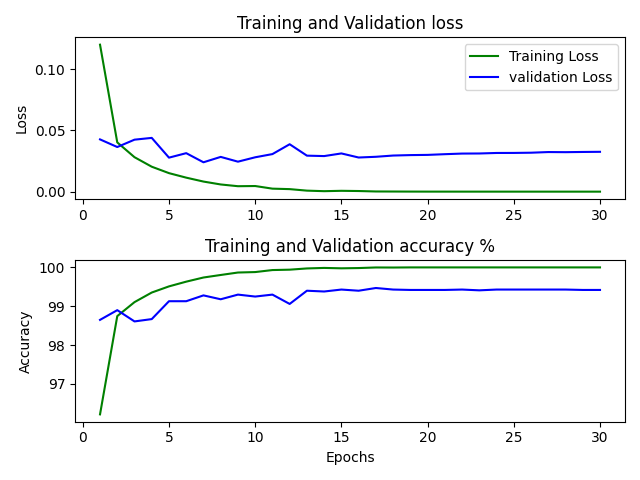 Training and Validation loss
Loss
0.10
0.05
0.00
Training Loss
validation Loss
0 5 10 15 20 25 30
Training and Validation accuracy %
Accuracy
100
99
98
97
0 5 10 15 20 25 30
Epochs